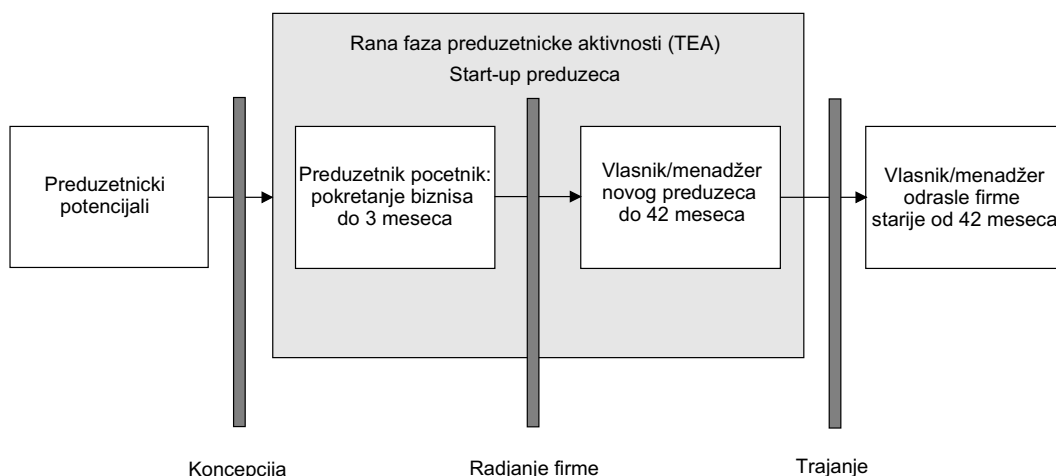 Rana faza preduzetnicke aktivnosti (TEA)
Start-up preduzeca
Preduzetnicki
potencijali
Preduzetnik pocetnik:
pokretanje biznisa
do 3 meseca
Vlasnik/menadžer
novog preduzeca
do 42 meseca
Vlasnik/menadžer
odrasle firme
starije od 42 meseca
Koncepcija
Radjanje firme
Trajanje